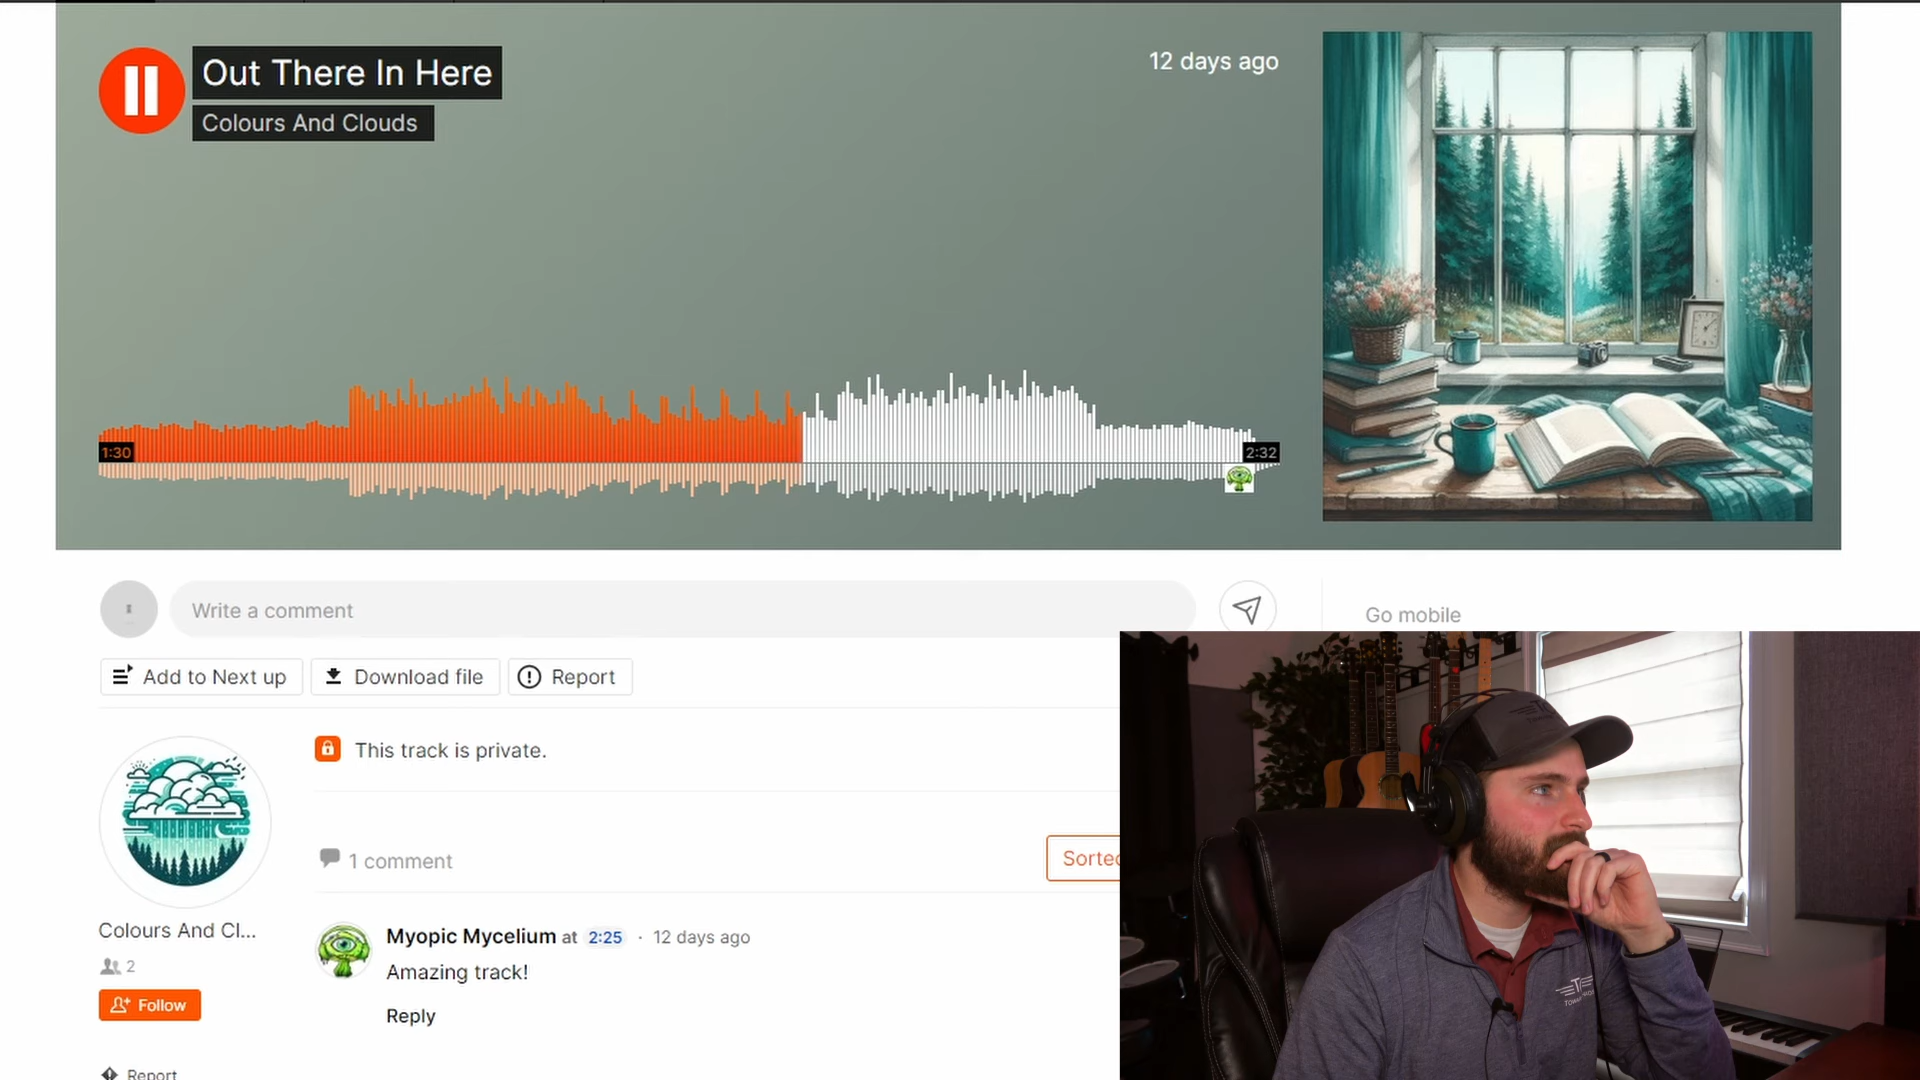 Out There In Here
Colours And Clouds
12 days ago
1:30
2:32
Write a comment
Go mobile
Add to Next up
Download file
Report
This track is private.
1 comment
Sorted
Colours And Cl...
2
Follow
Myopic Mycelium at 2:25 · 12 days ago
Amazing track!
Reply
Report